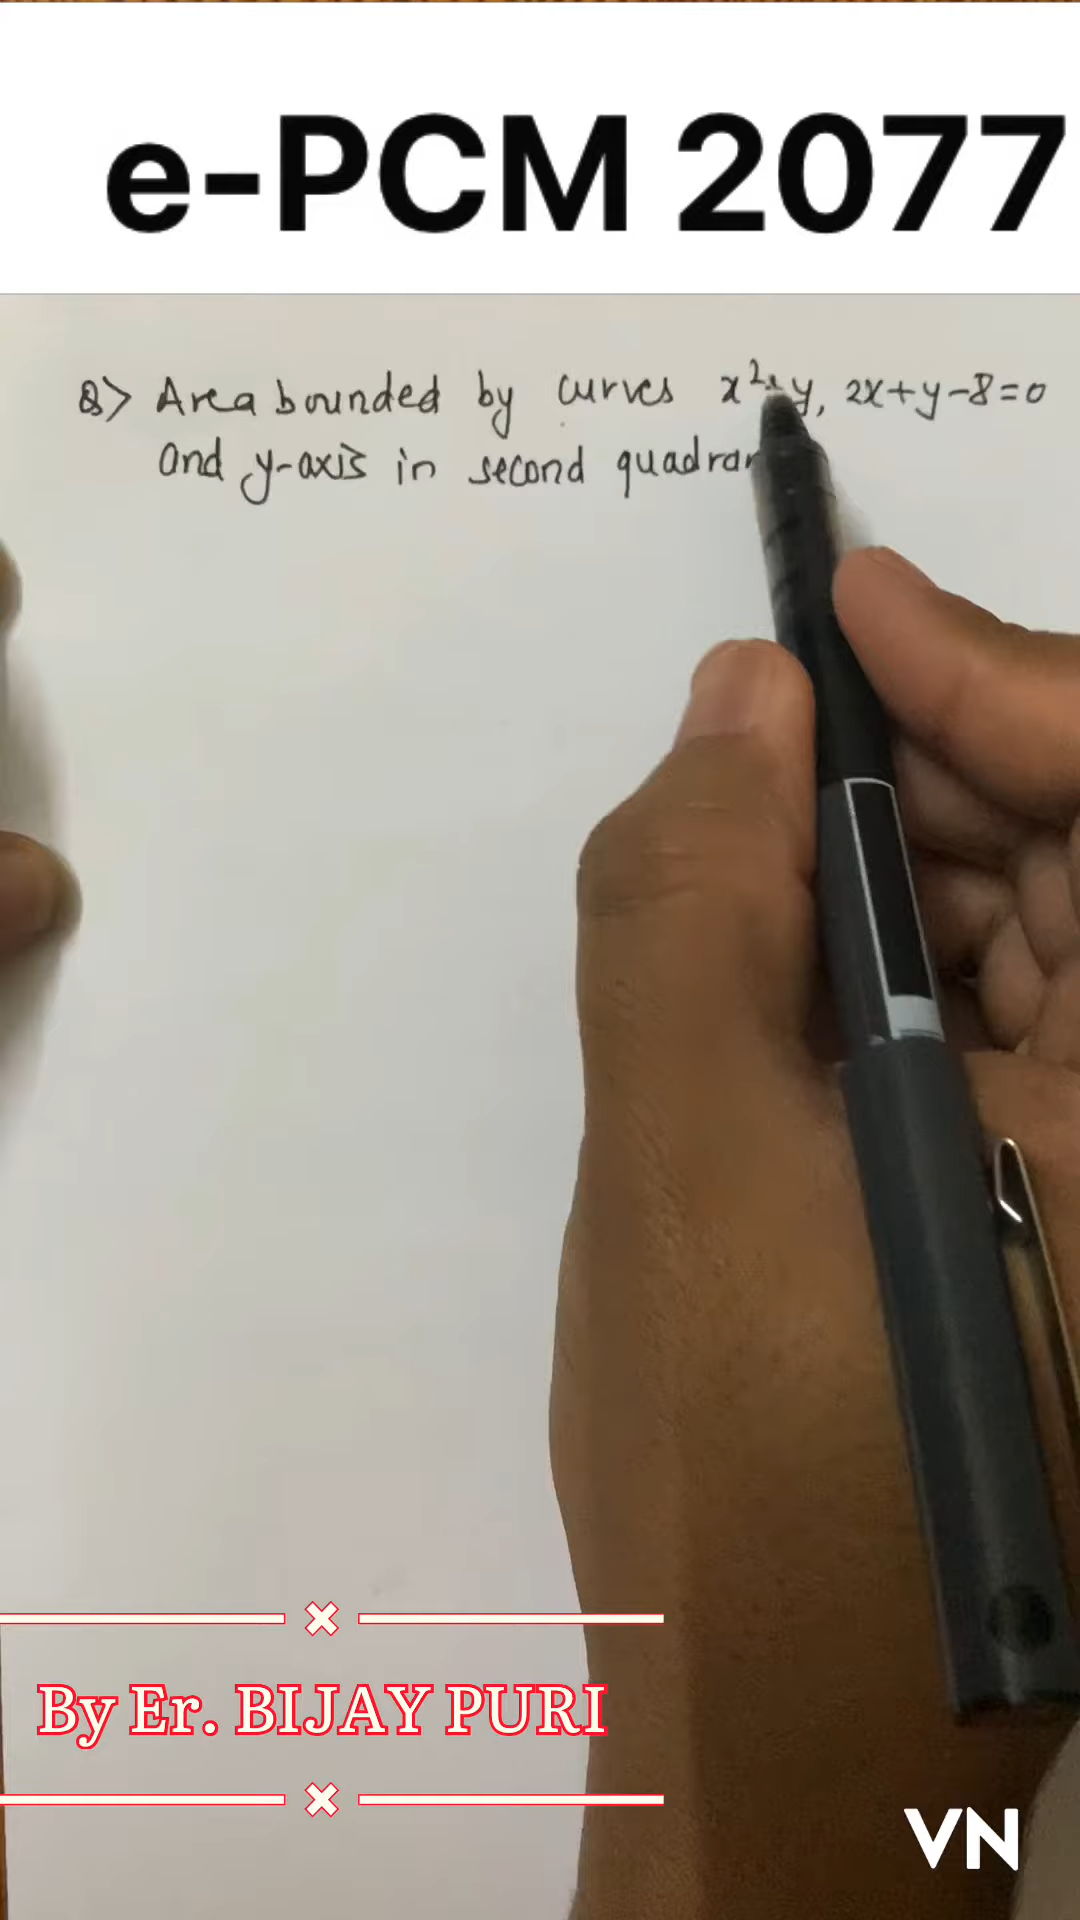 e-PCM 2077
Q> Area bounded by curves x² y, 2x+y-8=0
and y-axis in second
By Er. BIJAY PURI
VN